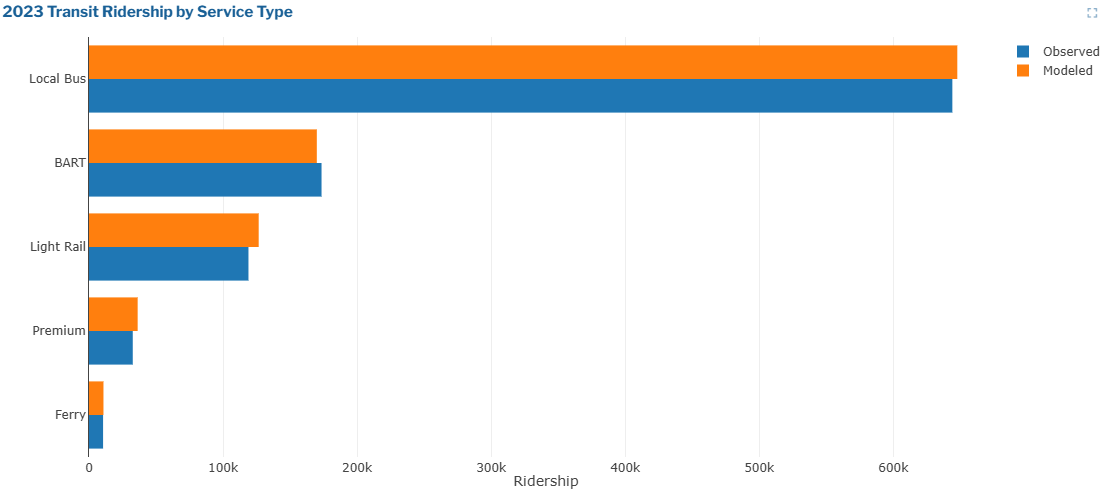 2023 Transit Ridership by Service Type
Observed
Modeled
Local Bus
BART
Light Rail
Premium
Ferry
0 100k 200k 300k 400k 500k 600k
Ridership